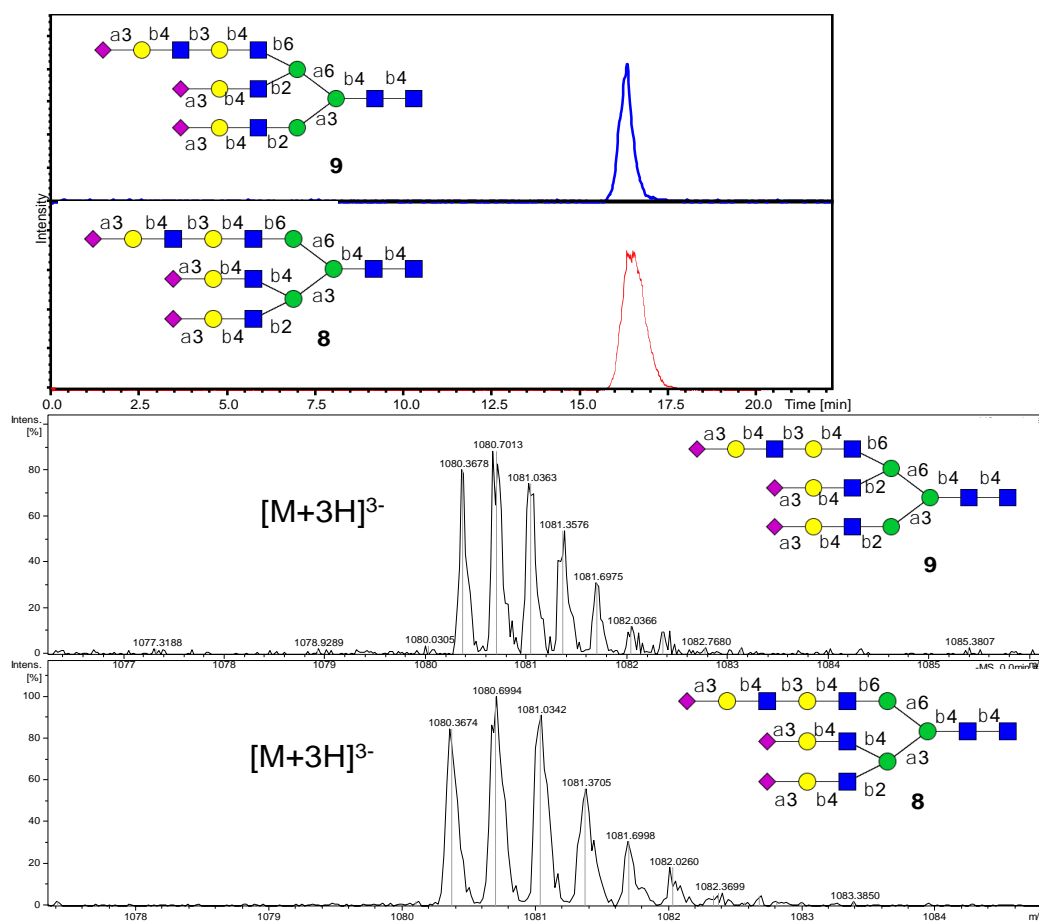 a3 b4 b3 b4 b6
a6
b4 b4
a3 b4 b2
a3
a3 b4 b2
9
Intensity
a3 b4 b3 b4 b6
a6
b4 b4
a3 b4 b4
a3
a3 b4 b2
8
0.0 2.5 5.0 7.5 10.0 12.5 15.0 17.5 20.0 Time [min]
Intens.
[%]
80
60
40
20
0
[M+3H]3-
1077.3188
1078.9289
1080.0305
1080.3678
1080.7013
1081.0363
1081.3576
1081.6975
1082.0366
1082.7680
1085.3807
a3 b4 b3 b4 b6
a6
b4 b4
a3 b4 b2
a3
a3 b4 b2
9
1077 1078 1079 1080 1081 1082 1083 1084 1085
Intens.
[%]
100
80
60
40
20
0
[M+3H]3-
1080.3674
1080.6994
1081.0342
1081.3705
1081.6998
1082.0260
1082.3699
1083.3850
a3 b4 b3 b4 b6
a6
b4 b4
a3 b4 b4
a3
a3 b4 b2
8
1078 1079 1080 1081 1082 1083 1084